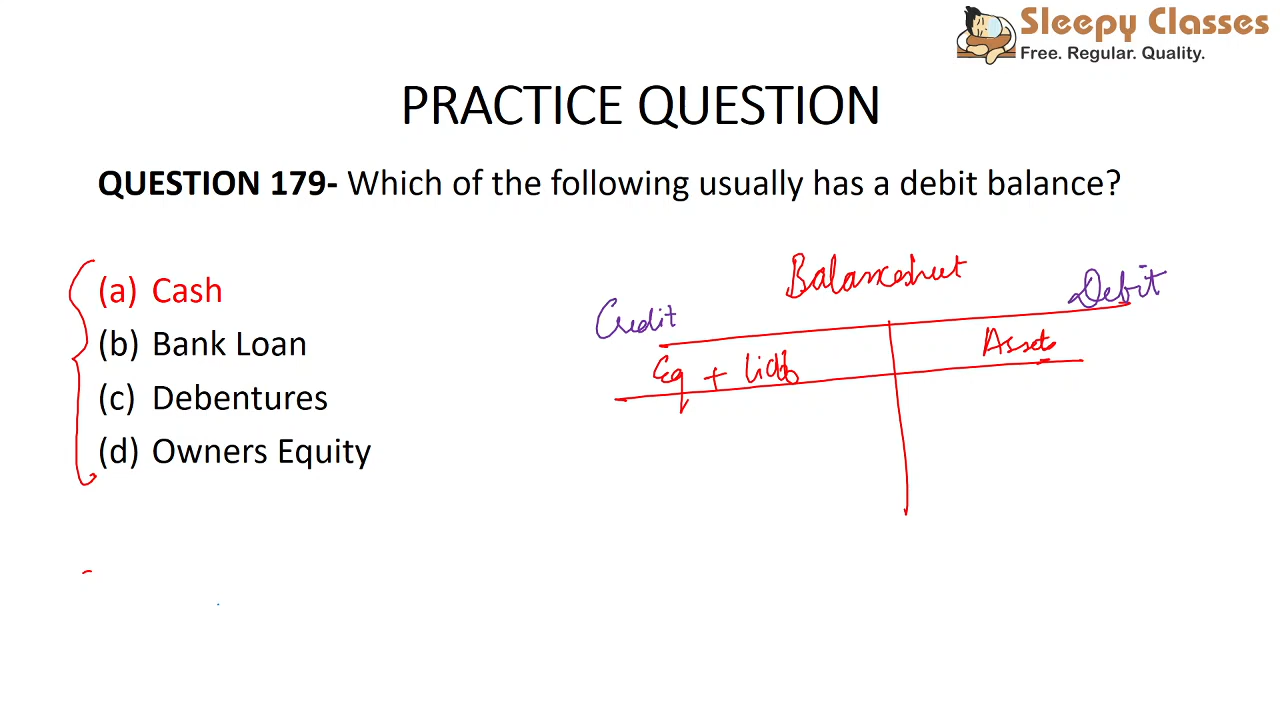 Sleepy Classes
Free. Regular. Quality.
PRACTICE QUESTION
QUESTION 179- Which of the following usually has a debit balance?
(a) Cash
(b) Bank Loan
(c) Debentures
(d) Owners Equity
Balancesheet
Credit
Debit
Eq + liab
Assets